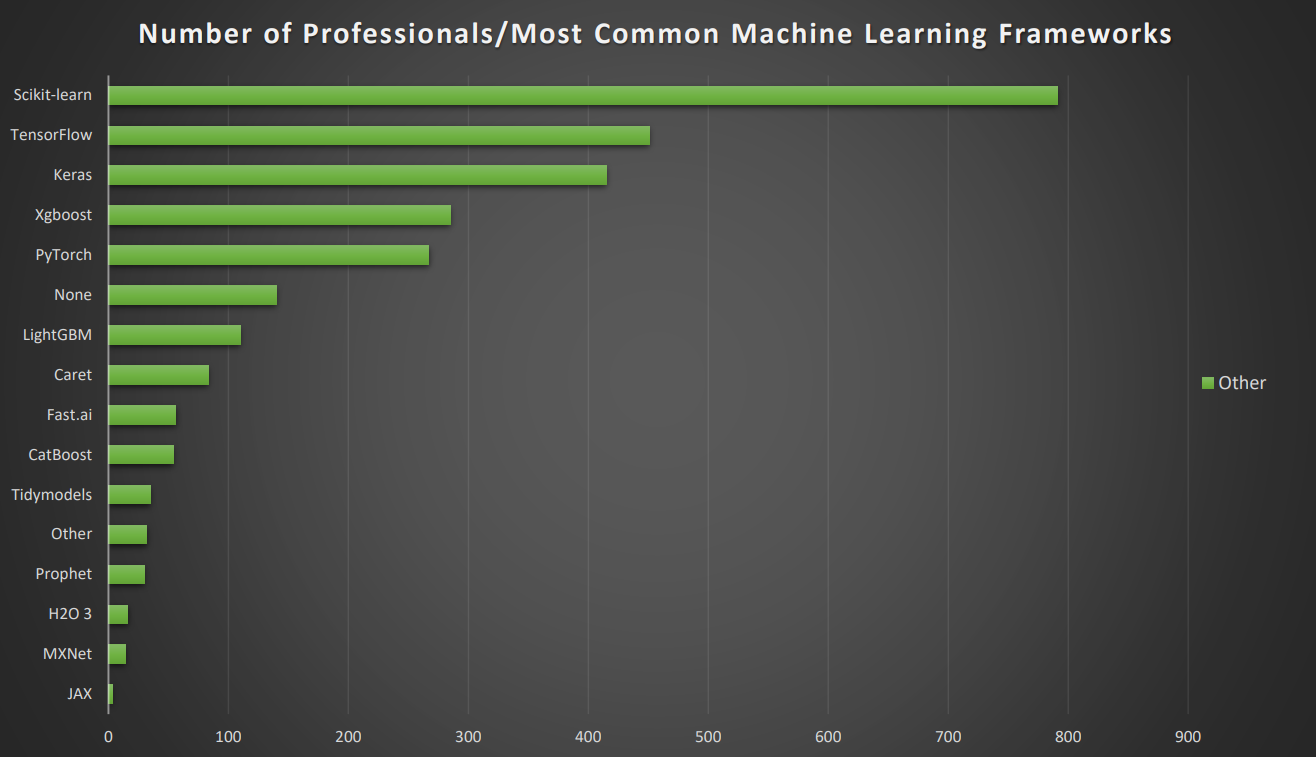 Number of Professionals/Most Common Machine Learning Frameworks
Scikit-learn
TensorFlow
Keras
Xgboost
PyTorch
None
LightGBM
Caret
Fast.ai
CatBoost
Tidymodels
Other
Prophet
H2O 3
MXNet
JAX
0 100 200 300 400 500 600 700 800 900
Other